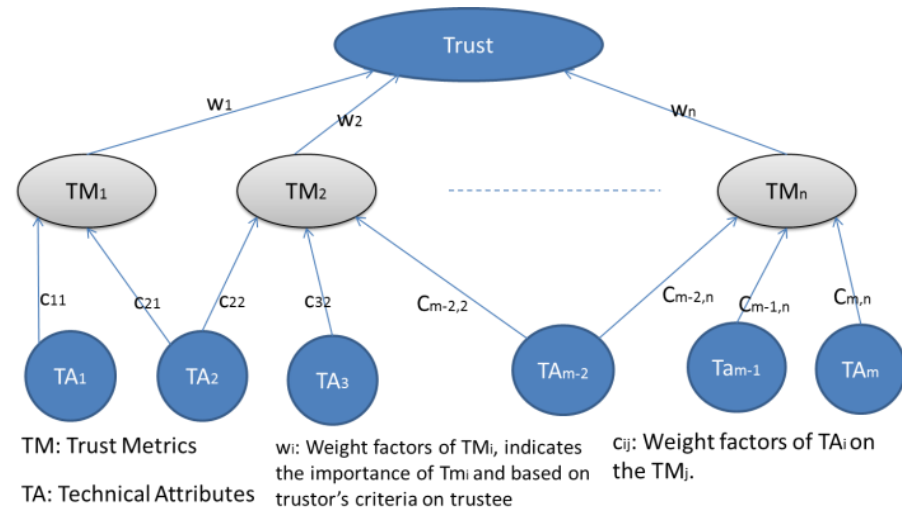 Trust
w1
w2
wn
TM1
TM2
TMn
c11
c21
c22
c32
Cm-2,2
Cm-2,n
Cm-1,n
Cm,n
TA1
TA2
TA3
TAm-2
Tam-1
TAm
TM: Trust Metrics
TA: Technical Attributes
wi: Weight factors of TMi, indicates
the importance of Tmi and based on
trustor's criteria on trustee
cij: Weight factors of TAi on
the TMj.